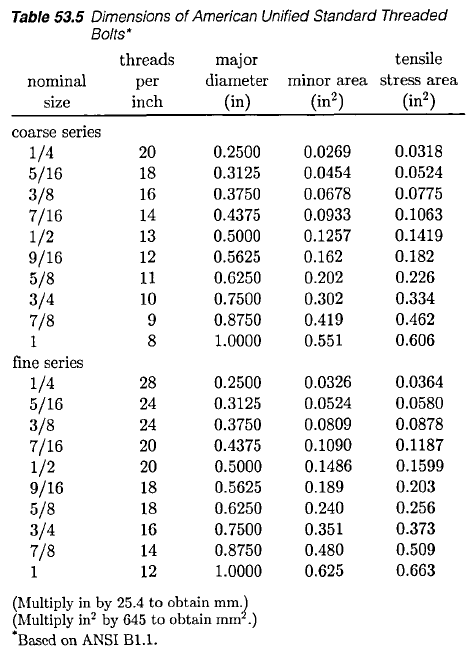 Table 53.5 Dimensions of American Unified Standard Threaded
Bolts*
threads major tensile
nominal per diameter minor area stress area
size inch (in) (in²) (in²)
coarse series
1/4 20 0.2500 0.0269 0.0318
5/16 18 0.3125 0.0454 0.0524
3/8 16 0.3750 0.0678 0.0775
7/16 14 0.4375 0.0933 0.1063
1/2 13 0.5000 0.1257 0.1419
9/16 12 0.5625 0.162 0.182
5/8 11 0.6250 0.202 0.226
3/4 10 0.7500 0.302 0.334
7/8 9 0.8750 0.419 0.462
1 8 1.0000 0.551 0.606
fine series
1/4 28 0.2500 0.0326 0.0364
5/16 24 0.3125 0.0524 0.0580
3/8 24 0.3750 0.0809 0.0878
7/16 20 0.4375 0.1090 0.1187
1/2 20 0.5000 0.1486 0.1599
9/16 18 0.5625 0.189 0.203
5/8 18 0.6250 0.240 0.256
3/4 16 0.7500 0.351 0.373
7/8 14 0.8750 0.480 0.509
1 12 1.0000 0.625 0.663
(Multiply in by 25.4 to obtain mm.)
(Multiply in² by 645 to obtain mm².)
*Based on ANSI B1.1.